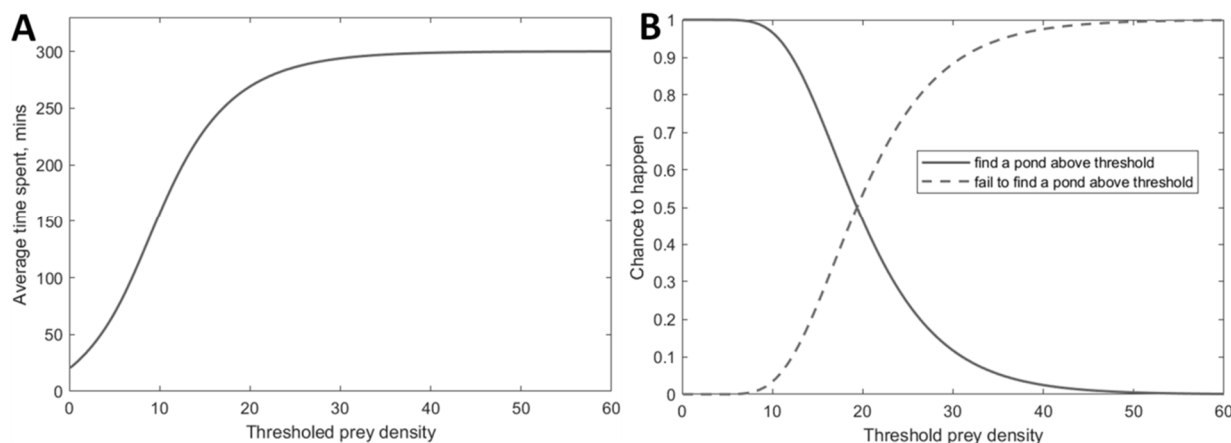 A
300
250
200
150
100
50
0
Average time spent, mins
0 10 20 30 40 50 60
Thresholed prey density
B
1
0.9
0.8
0.7
0.6
0.5
0.4
0.3
0.2
0.1
0
Chance to happen
find a pond above threshold
fail to find a pond above threshold
0 10 20 30 40 50 60
Threshold prey density